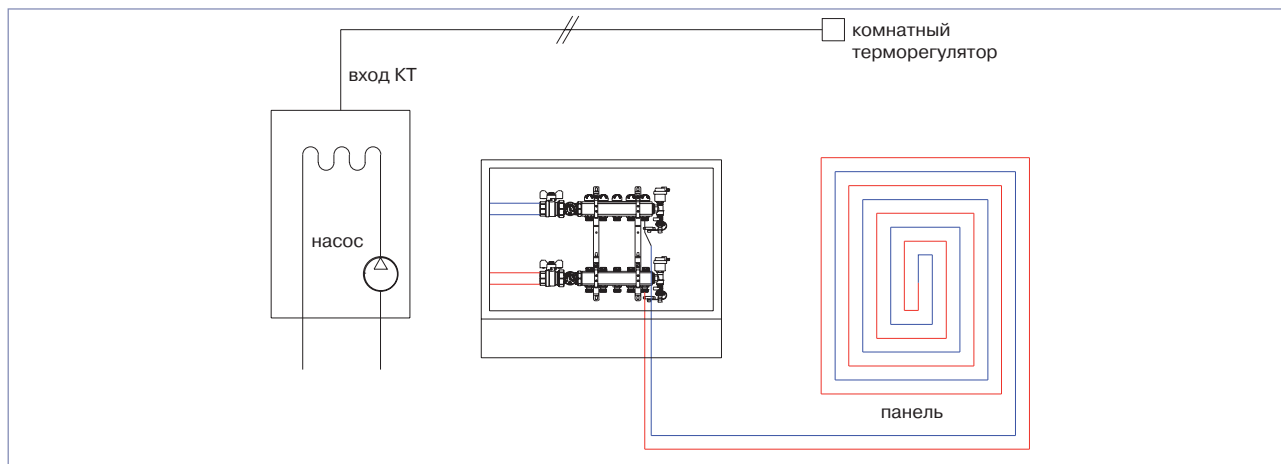 комнатный
терморегулятор
вход КТ
насос
панель